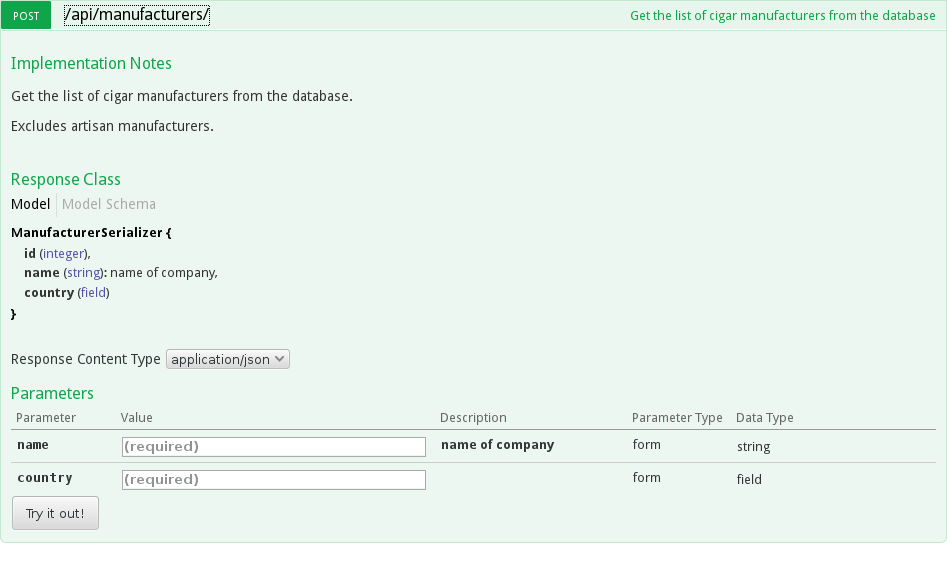 POST /api/manufacturers/ Get the list of cigar manufacturers from the database
Implementation Notes
Get the list of cigar manufacturers from the database.
Excludes artisan manufacturers.
Response Class
Model Model Schema
ManufacturerSerializer {
id (integer),
name (string): name of company,
country (field)
}
Response Content Type application/json
Parameters
Parameter Value Description Parameter Type Data Type
name (required) name of company form string
country (required) form field
Try it out!